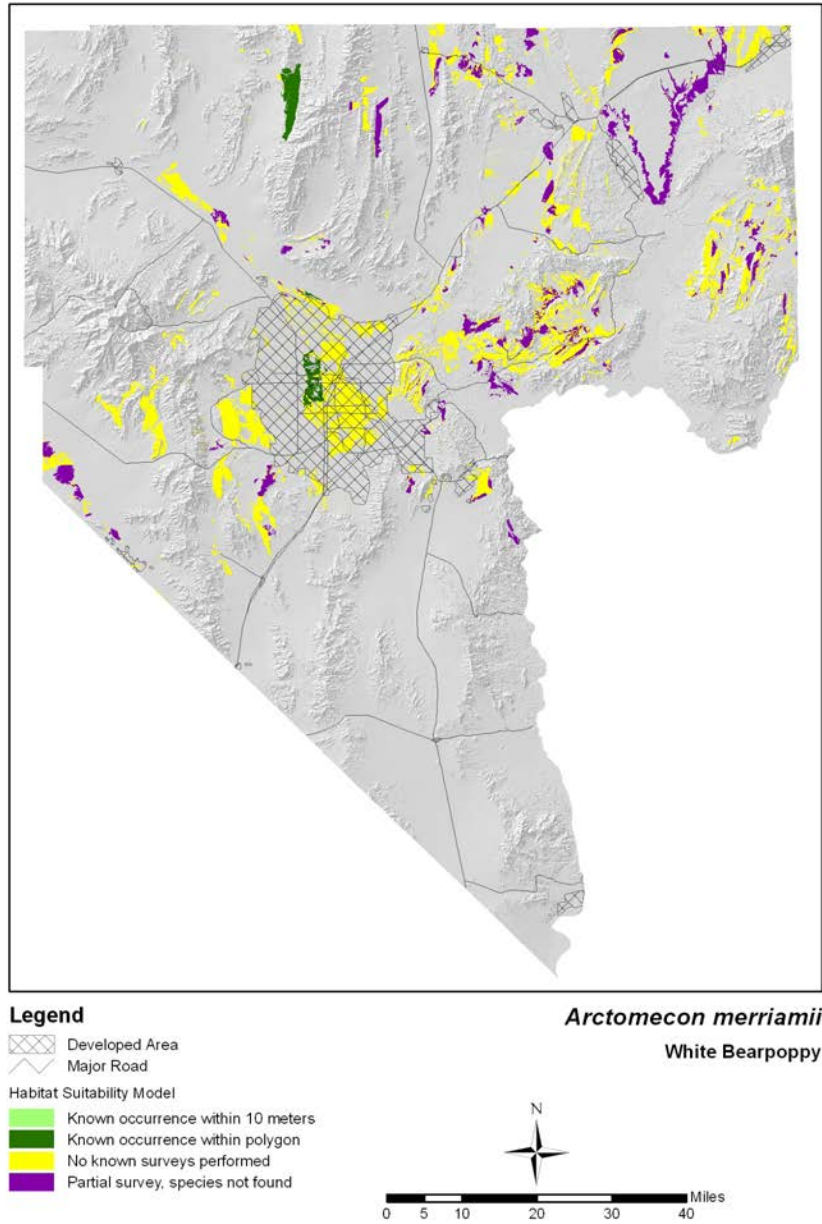 Legend
Developed Area
Major Road
Habitat Suitability Model
Known occurrence within 10 meters
Known occurrence within polygon
No known surveys performed
Partial survey, species not found
Arctomecon merriamii
White Bearpoppy
N
Miles
0 5 10 20 30 40